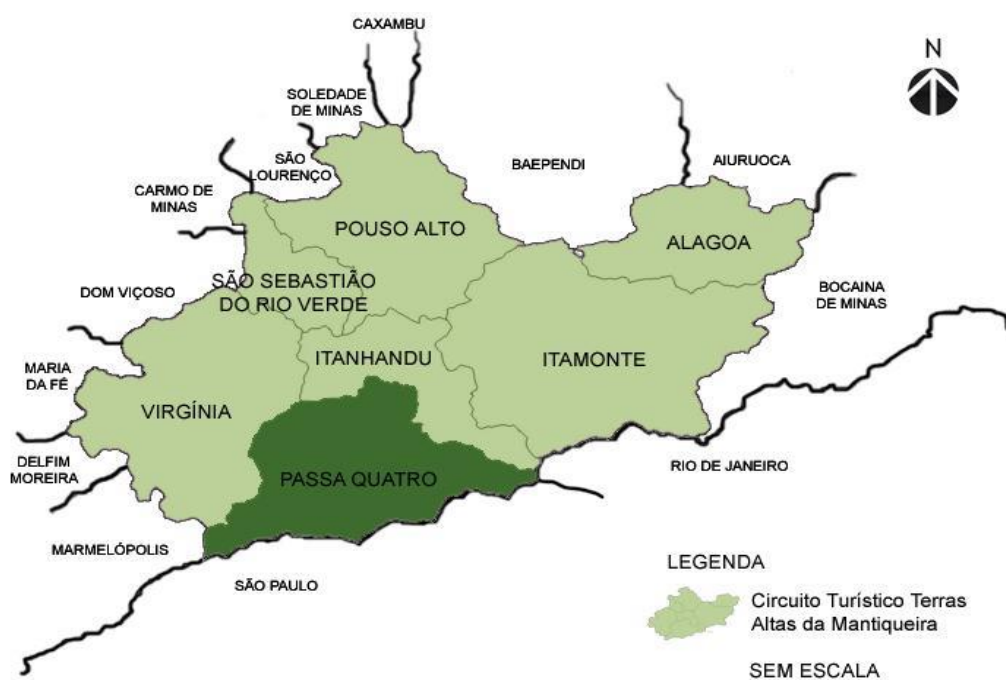 CAXAMBU
N
SOLEDADE
DE MINAS
SÃO
LOURENÇO
BAEPENDI
AIURUOCA
CARMO DE
MINAS
POUSO ALTO
ALAGOA
SÃO SEBASTIÃO
DO RIO VERDE
DOM VIÇOSO
BOCAINA
DE MINAS
ITANHANDU
ITAMONTE
MARIA
DA FÉ
VIRGÍNIA
DELFIM
MOREIRA
PASSA QUATRO
RIO DE JANEIRO
MARMELÓPOLIS
SÃO PAULO
LEGENDA
Circuito Turístico Terras
Altas da Mantiqueira
SEM ESCALA